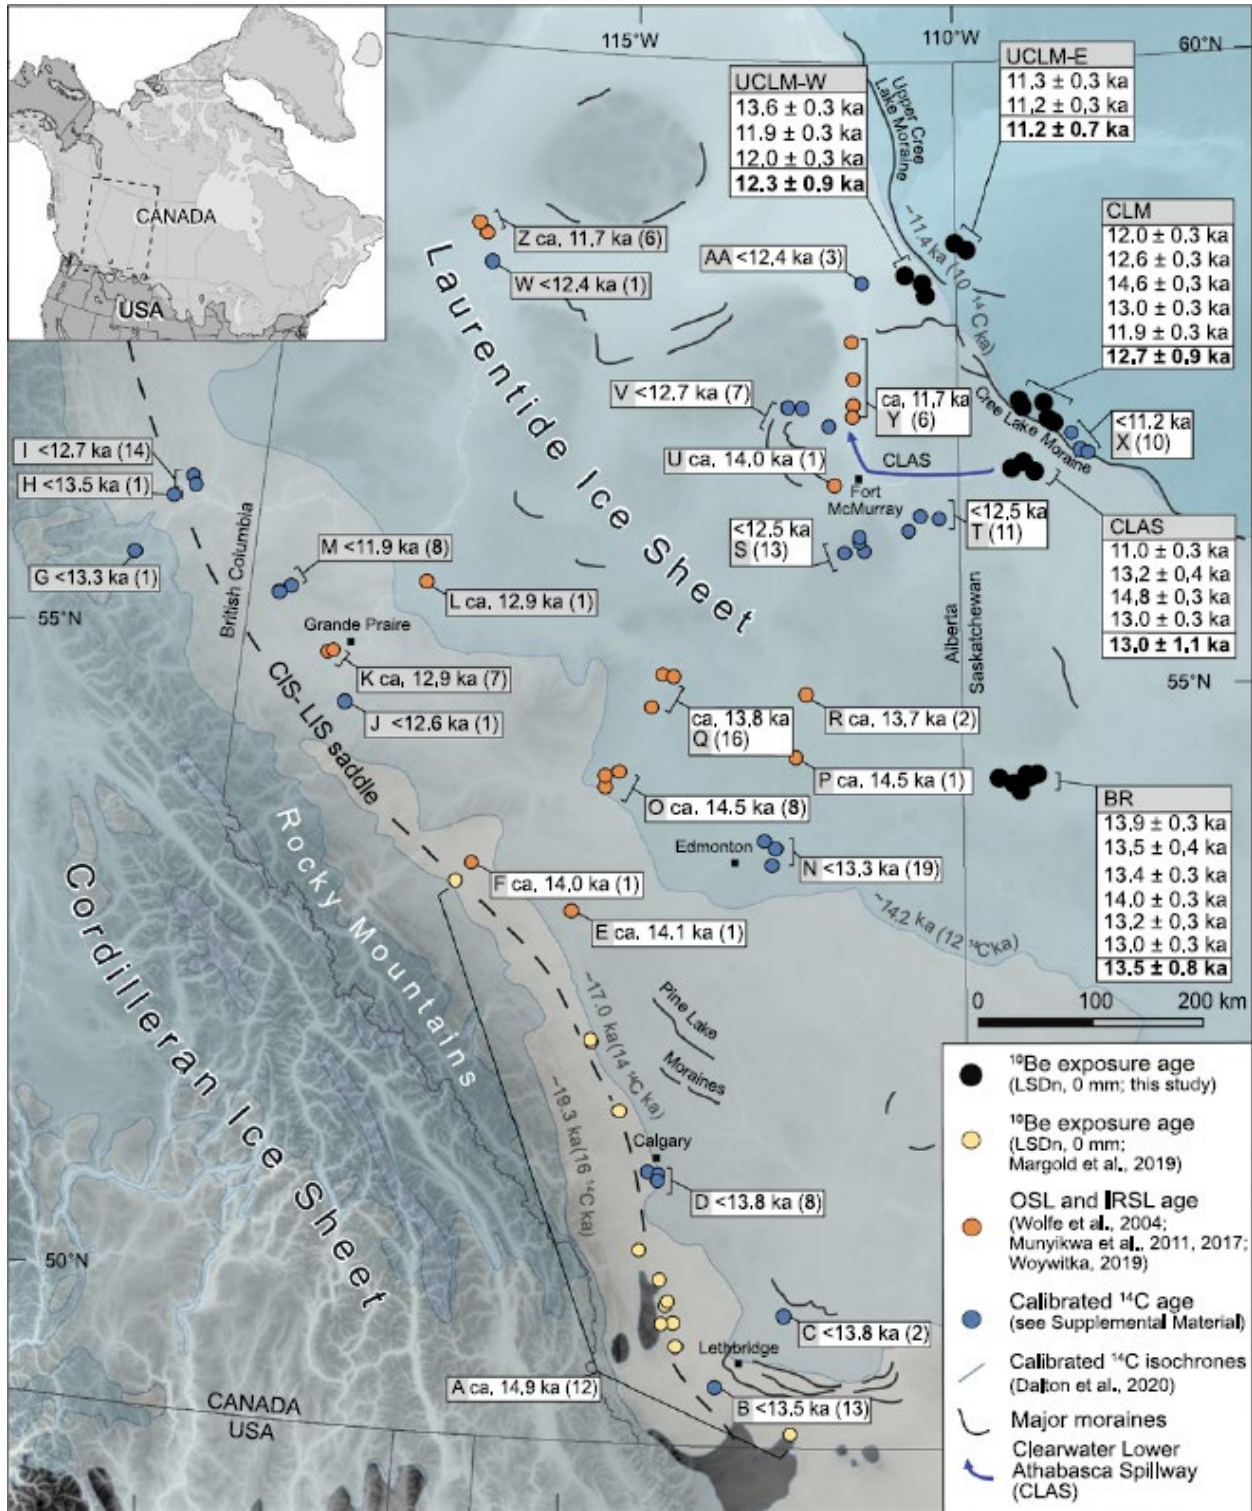 115°W
110°W
60°N
UCLM-E
11.3 ± 0.3 ka
11.2 ± 0.3 ka
11.2 ± 0.7 ka
UCLM-W
13.6 ± 0.3 ka
11.9 ± 0.3 ka
12.0 ± 0.3 ka
12.3 ± 0.9 ka
Upper Cree
Lake Moraine
CANADA
USA
CLM
12.0 ± 0.3 ka
12.6 ± 0.3 ka
14.6 ± 0.3 ka
13.0 ± 0.3 ka
11.9 ± 0.3 ka
12.7 ± 0.9 ka
Z ca. 11.7 ka (6)
W <12.4 ka (1)
AA <12.4 ka (3)
~11.4 ka (10 ¹⁴C ka)
Laurentide Ice Sheet
V <12.7 ka (7)
ca. 11.7 ka
Y (6)
Cree Lake Moraine
<11.2 ka
X (10)
I <12.7 ka (14)
H <13.5 ka (1)
U ca. 14.0 ka (1)
CLAS
Fort
McMurray
<12.5 ka
T (11)
<12.5 ka
S (13)
CLAS
11.0 ± 0.3 ka
13.2 ± 0.4 ka
14.8 ± 0.3 ka
13.0 ± 0.3 ka
13.0 ± 1.1 ka
G <13.3 ka (1)
M <11.9 ka (8)
L ca. 12.9 ka (1)
British Columbia
55°N
Grande Praire
Alberta
Saskatchewan
55°N
K ca. 12.9 ka (7)
J <12.6 ka (1)
CIS-LIS saddle
ca. 13.8 ka
Q (16)
R ca. 13.7 ka (2)
P ca. 14.5 ka (1)
O ca. 14.5 ka (8)
BR
13.9 ± 0.3 ka
13.5 ± 0.4 ka
13.4 ± 0.3 ka
14.0 ± 0.3 ka
13.2 ± 0.3 ka
13.0 ± 0.3 ka
13.5 ± 0.8 ka
Rocky Mountains
Edmonton
N <13.3 ka (19)
F ca. 14.0 ka (1)
E ca. 14.1 ka (1)
~14.2 ka (12 ¹⁴C ka)
Cordilleran Ice Sheet
~17.0 ka (14 ¹⁴C ka)
~19.3 ka (16 ¹⁴C ka)
Pine Lake
Moraines
0 100 200 km
Calgary
D <13.8 ka (8)
50°N
C <13.8 ka (2)
Lethbridge
A ca. 14.9 ka (12)
B <13.5 ka (13)
CANADA
USA
¹⁰Be exposure age
(LSDn, 0 mm; this study)
¹⁰Be exposure age
(LSDn, 0 mm;
Margold et al., 2019)
OSL and IRSL age
(Wolfe et al., 2004;
Munyikwa et al., 2011, 2017;
Woywitka, 2019)
Calibrated ¹⁴C age
(see Supplemental Material)
Calibrated ¹⁴C isochrones
(Dalton et al., 2020)
Major moraines
Clearwater Lower
Athabasca Spillway
(CLAS)